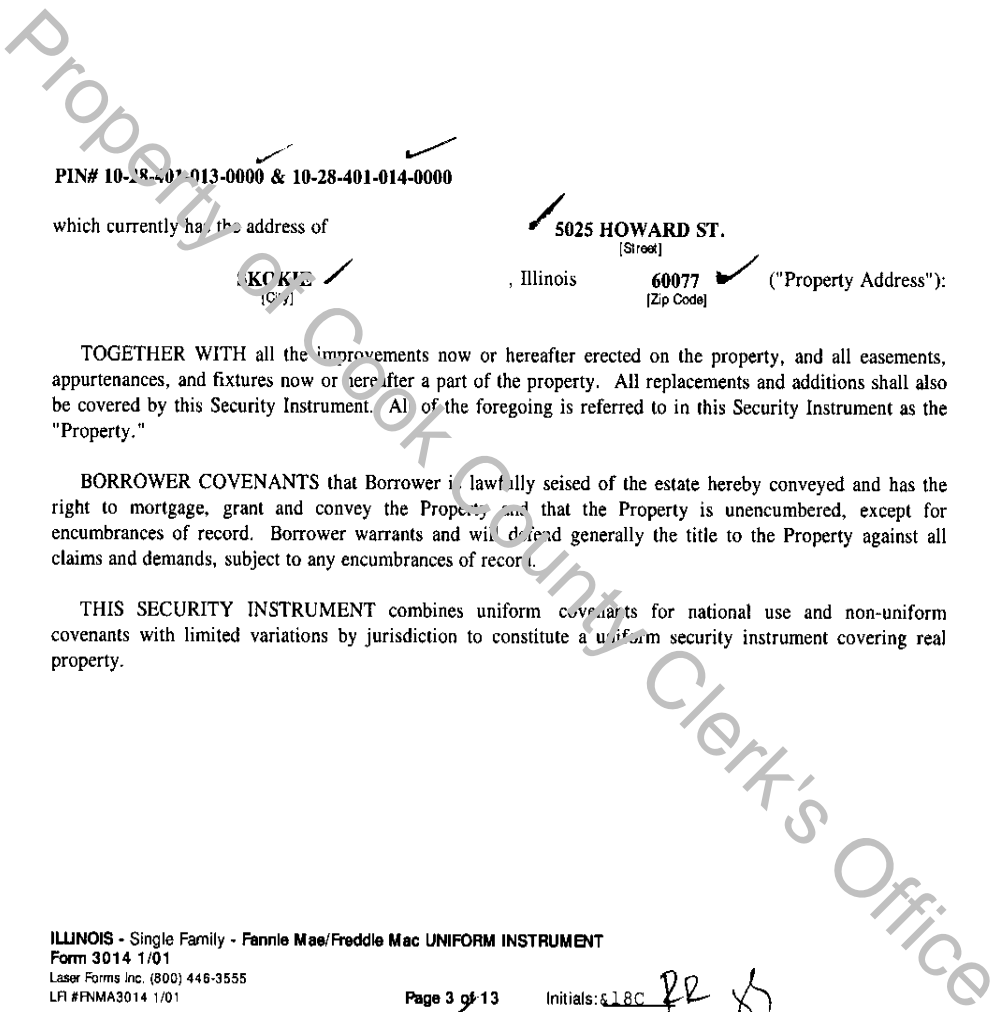 PIN# 10-28-401-013-0000 & 10-28-401-014-0000
which currently has the address of 5025 HOWARD ST.
[Street]
SKOKIE , Illinois 60077 ("Property Address"):
[City] [Zip Code]
TOGETHER WITH all the improvements now or hereafter erected on the property, and all easements,
appurtenances, and fixtures now or hereafter a part of the property. All replacements and additions shall also
be covered by this Security Instrument. All of the foregoing is referred to in this Security Instrument as the
"Property."
BORROWER COVENANTS that Borrower is lawfully seised of the estate hereby conveyed and has the
right to mortgage, grant and convey the Property and that the Property is unencumbered, except for
encumbrances of record. Borrower warrants and will defend generally the title to the Property against all
claims and demands, subject to any encumbrances of record.
THIS SECURITY INSTRUMENT combines uniform covenants for national use and non-uniform
covenants with limited variations by jurisdiction to constitute a uniform security instrument covering real
property.
ILLINOIS - Single Family - Fannie Mae/Freddie Mac UNIFORM INSTRUMENT
Form 3014 1/01
Laser Forms Inc. (800) 446-3555
LFI #FNMA3014 1/01 Page 3 of 13 Initials: RR
Property of Cook County Clerk's Office